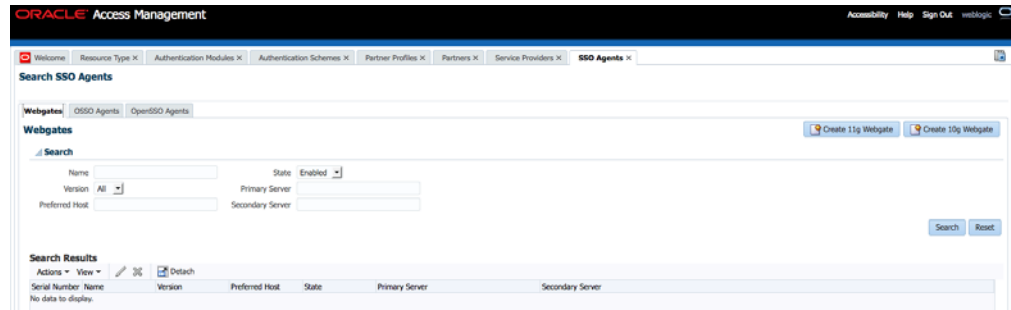 ORACLE Access Management Accessibility Help Sign Out weblogic
Welcome Resource Type × Authentication Modules × Authentication Schemes × Partner Profiles × Partners × Service Providers × SSO Agents ×
Search SSO Agents
Webgates OSSO Agents OpenSSO Agents
Webgates Create 11g Webgate Create 10g Webgate
Search
Name State Enabled
Version All Primary Server
Preferred Host Secondary Server
Search Reset
Search Results
Actions View Detach
Serial Number Name Version Preferred Host State Primary Server Secondary Server
No data to display.